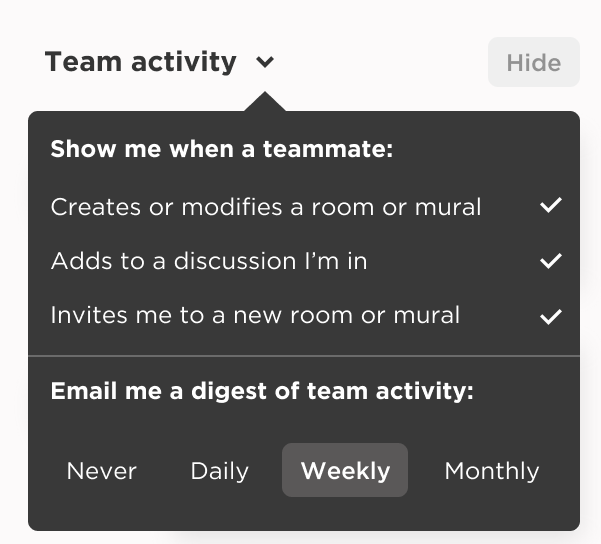 Team activity
Hide
Show me when a teammate:
Creates or modifies a room or mural
Adds to a discussion I’m in
Invites me to a new room or mural
Email me a digest of team activity:
Never Daily Weekly Monthly